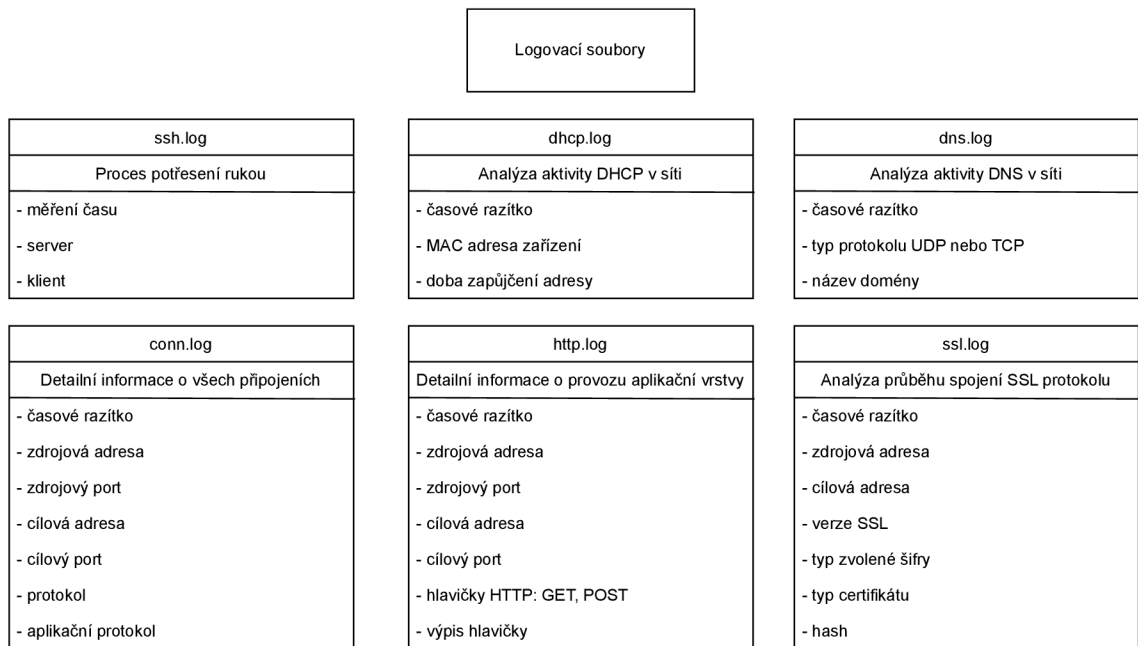 Logovací soubory
ssh.log
Proces potřesení rukou
- měření času
- server
- klient
dhcp.log
Analýza aktivity DHCP v síti
- časové razítko
- MAC adresa zařízení
- doba zapůjčení adresy
dns.log
Analýza aktivity DNS v síti
- časové razítko
- typ protokolu UDP nebo TCP
- název domény
conn.log
Detailní informace o všech připojeních
- časové razítko
- zdrojová adresa
- zdrojový port
- cílová adresa
- cílový port
- protokol
- aplikační protokol
http.log
Detailní informace o provozu aplikační vrstvy
- časové razítko
- zdrojová adresa
- zdrojový port
- cílová adresa
- cílový port
- hlavičky HTTP: GET, POST
- výpis hlavičky
ssl.log
Analýza průběhu spojení SSL protokolu
- časové razítko
- zdrojová adresa
- cílová adresa
- verze SSL
- typ zvolené šifry
- typ certifikátu
- hash